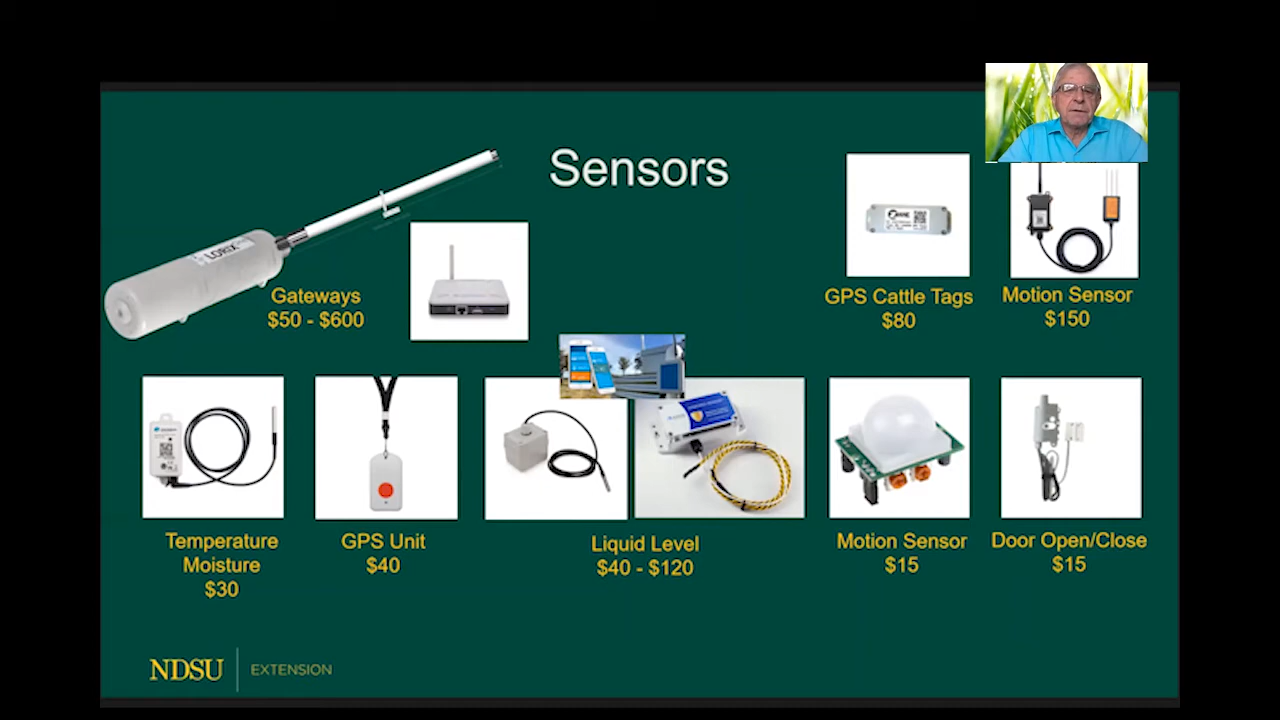 Sensors
LORIX
Gateways
$50 - $600
GPS Cattle Tags
$80
Motion Sensor
$150
Temperature
Moisture
$30
GPS Unit
$40
Liquid Level
$40 - $120
Motion Sensor
$15
Door Open/Close
$15
NDSU
EXTENSION